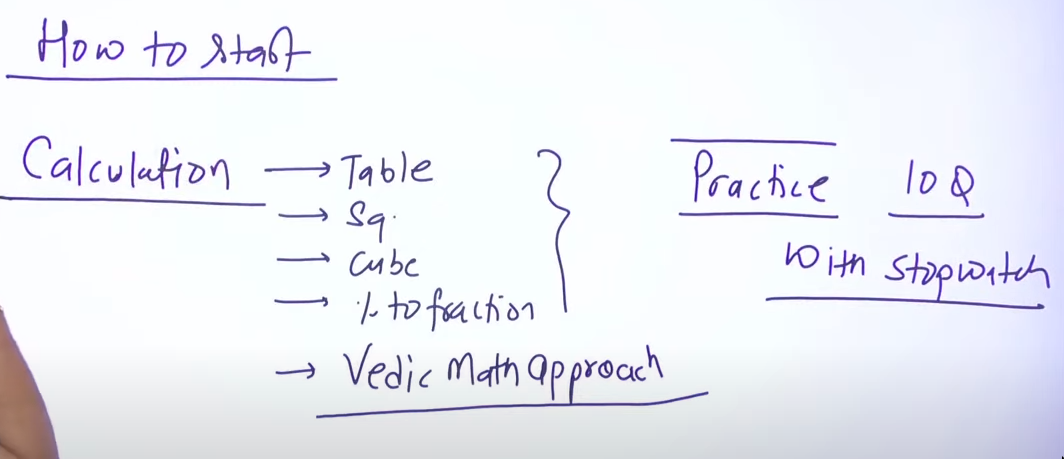 How to start
Calculation → Table
→ Sq.
→ Cube
→ % to fraction
→ Vedic Math approach
Practice 10 Q
With stopwatch